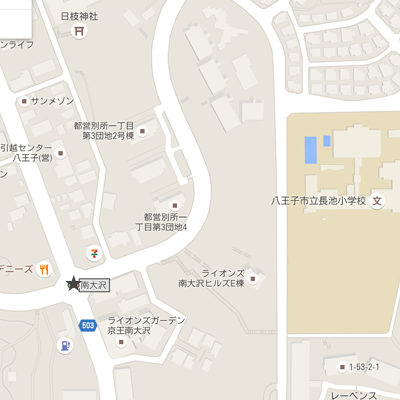 日枝神社
ンライフ
サンメゾン
都営別所一丁目
第3団地2号棟
引越センター
八王子(営)
ン
都営別所一
丁目第3団地4
八王子市立長池小学校
文
デニーズ
南大沢
ライオンズ
南大沢ヒルズE棟
503
ライオンズガーデン
京王南大沢
1-53-2-1
レーベンス